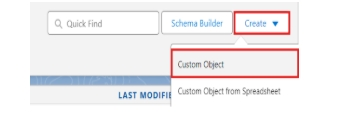 Quick Find
Schema Builder
Create ▼
Custom Object
LAST MODIFIE
Custom Object from Spreadsheet